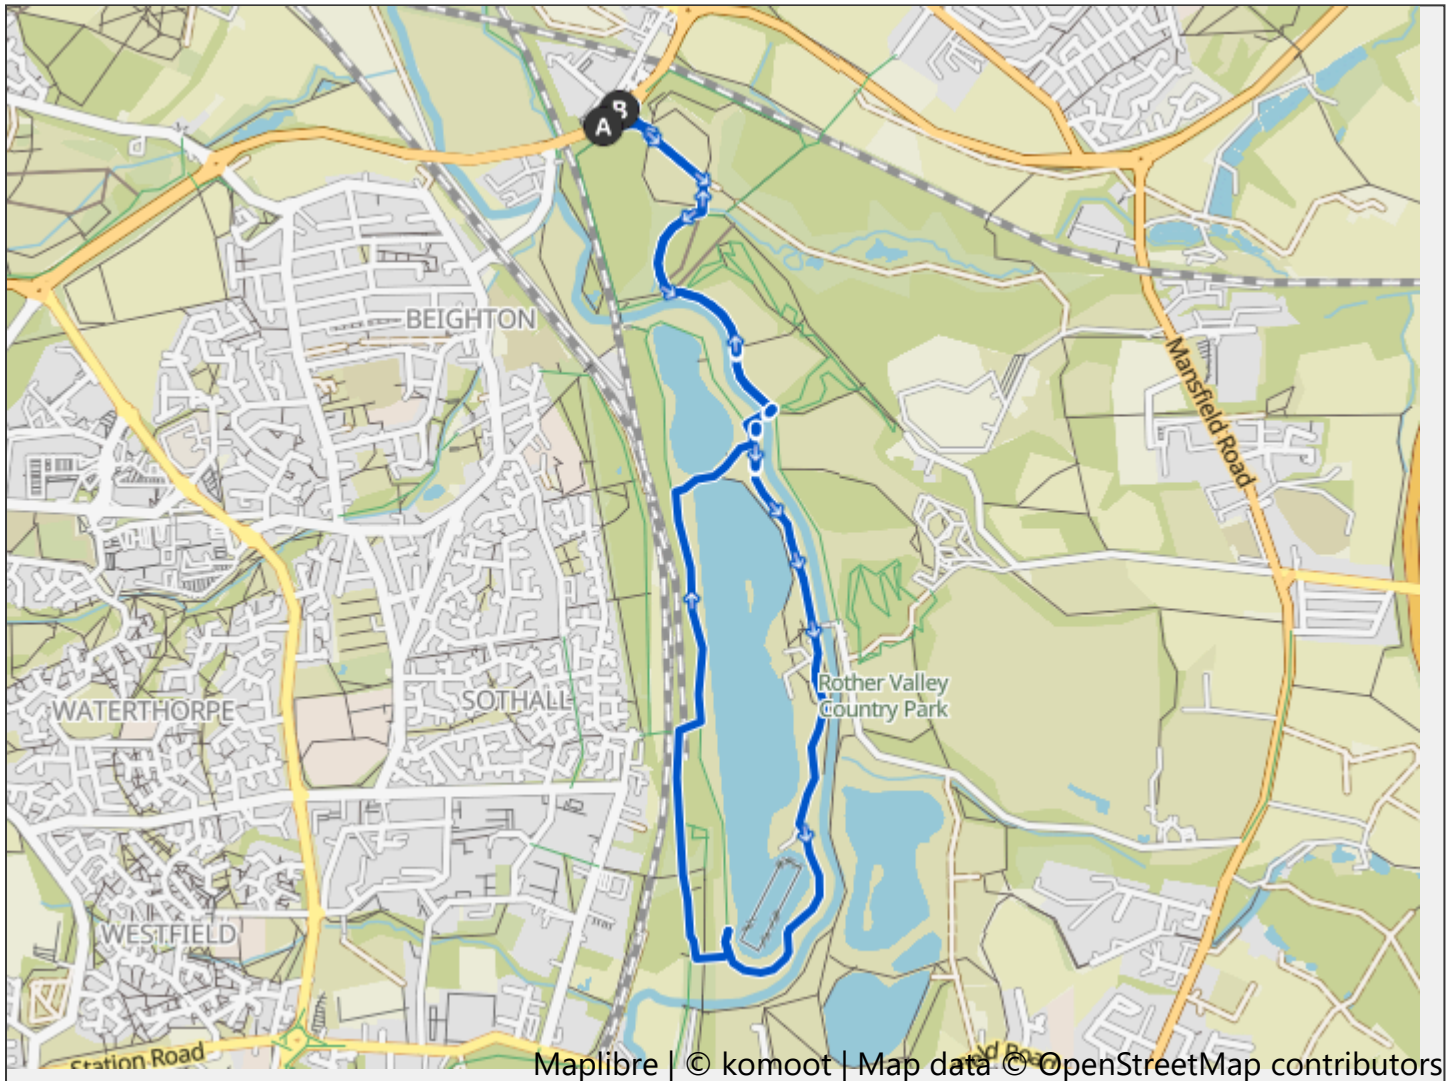 B
A
BEIGHTON
Mansfield Road
Rother Valley
Country Park
SOTHALL
WATERTHORPE
WESTFIELD
Station Road
Maplibre | © komoot | Map data © OpenStreetMap contributors